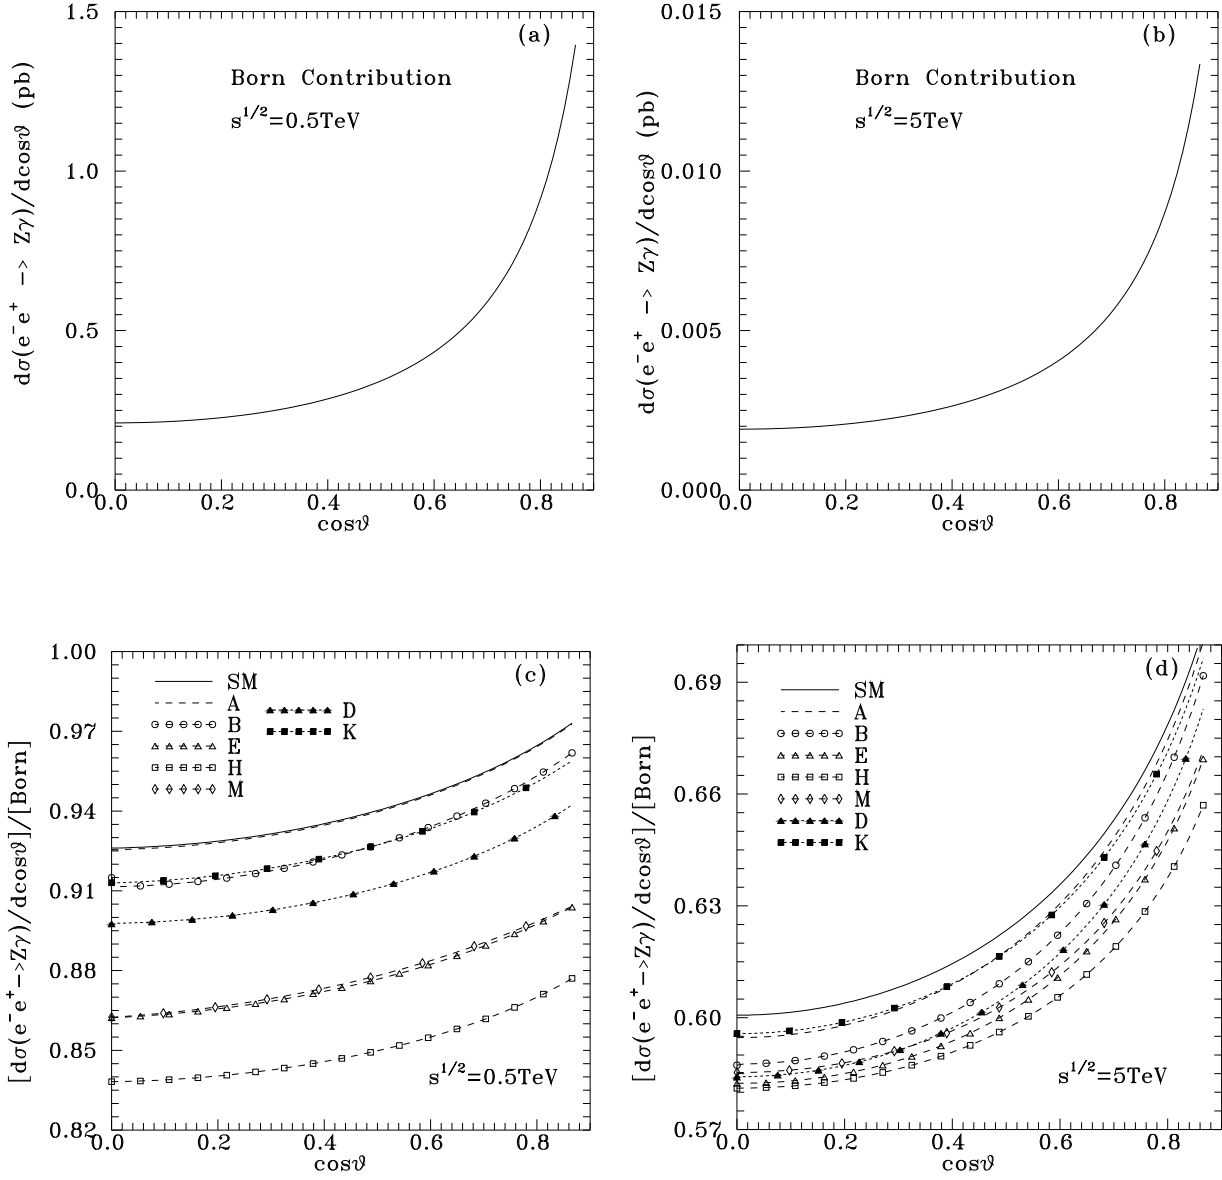 (a)
Born Contribution
s^1/2=0.5TeV
dσ(e⁻e⁺ −> Zγ)/dcosϑ (pb)
1.5
1.0
0.5
0.0
0.0 0.2 0.4 0.6 0.8
cosϑ
(b)
Born Contribution
s^1/2=5TeV
dσ(e⁻e⁺ −> Zγ)/dcosϑ (pb)
0.015
0.010
0.005
0.000
0.0 0.2 0.4 0.6 0.8
cosϑ
(c)
SM
A
B
E
H
M
D
K
s^1/2=0.5TeV
[dσ(e⁻e⁺−>Zγ)/dcosϑ]/[Born]
1.00
0.97
0.94
0.91
0.88
0.85
0.82
0.0 0.2 0.4 0.6 0.8
cosϑ
(d)
SM
A
B
E
H
M
D
K
s^1/2=5TeV
[dσ(e⁻e⁺−>Zγ)/dcosϑ]/[Born]
0.69
0.66
0.63
0.60
0.57
0.0 0.2 0.4 0.6 0.8
cosϑ